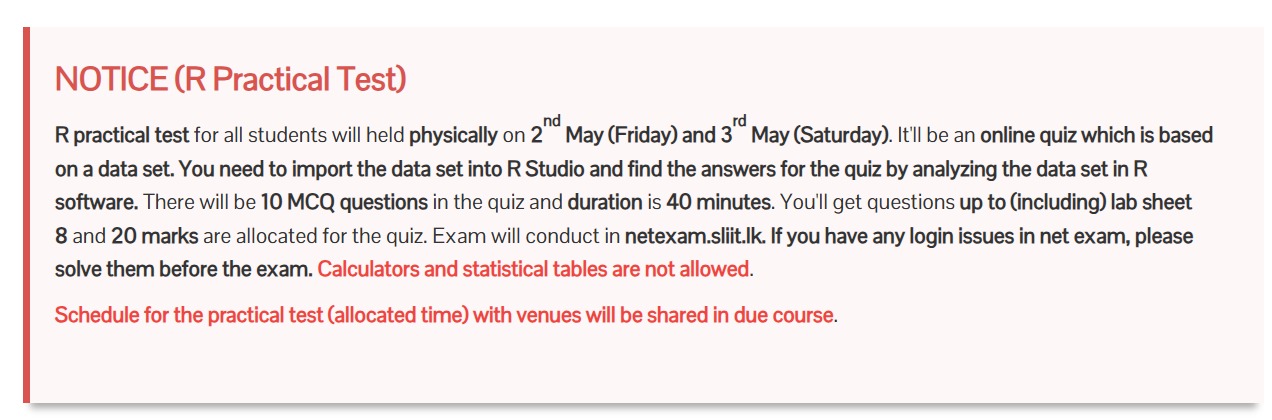 NOTICE (R Practical Test)
R practical test for all students will held physically on 2nd May (Friday) and 3rd May (Saturday). It'll be an online quiz which is based
on a data set. You need to import the data set into R Studio and find the answers for the quiz by analyzing the data set in R
software. There will be 10 MCQ questions in the quiz and duration is 40 minutes. You'll get questions up to (including) lab sheet
8 and 20 marks are allocated for the quiz. Exam will conduct in netexam.sliit.lk. If you have any login issues in net exam, please
solve them before the exam. Calculators and statistical tables are not allowed.
Schedule for the practical test (allocated time) with venues will be shared in due course.